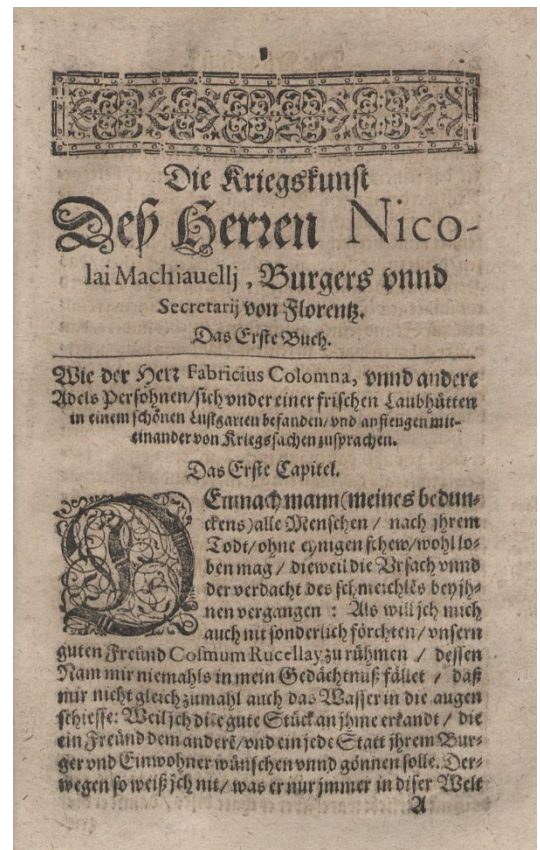 Die Kriegskunst
Deß Herren Nico-
lai Machiauellj, Burgers vnnd
Secretarij von Florentz.
Das Erste Buch.
Wie der Herr Fabricius Colomna, vnnd andere
Adels Persohnen/sich vnder einer frischen Laubhütten
in einem schönen Lustgarten befanden/vnd anfiengen mit-
einander von Kriegssachen zusprachen.
Das Erste Capitel.
DEmnach mann (meines bedun-
ckens) alle Menschen / nach jhrem
Todt/ohne eynigen schew/wohl lo-
ben mag / dieweil die Vrsach vnnd
der verdacht des schmeichlēs bey jh-
nen vergangen : Als will jch mich
auch nit sonderlich förchten/vnsern
guten Freünd Cosmum Rucellay zu rühmen / dessen
Nam mir niemahls in mein Gedächtnuß fället / daß
mir nicht gleich zumahl auch das Wasser in die augen
schiesse: Weil jch die gute Stück an jhme erkandt / die
ein Freünd dem anderē/vnd ein jede Statt jhrem Bur-
ger vnd Einwohner wünschen vnnd gönnen solle. Der-
wegen so weiß jch nit/ was er nur jmmer in diser Welt
A